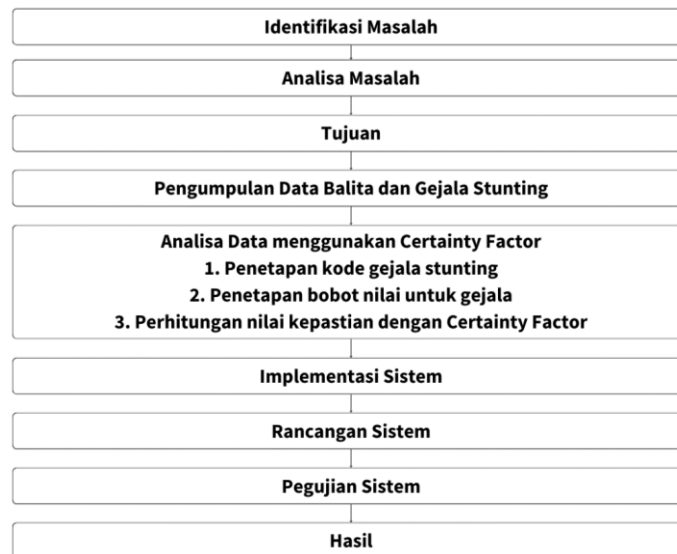 Identifikasi Masalah
Analisa Masalah
Tujuan
Pengumpulan Data Balita dan Gejala Stunting
Analisa Data menggunakan Certainty Factor
1. Penetapan kode gejala stunting
2. Penetapan bobot nilai untuk gejala
3. Perhitungan nilai kepastian dengan Certainty Factor
Implementasi Sistem
Rancangan Sistem
Pegujian Sistem
Hasil